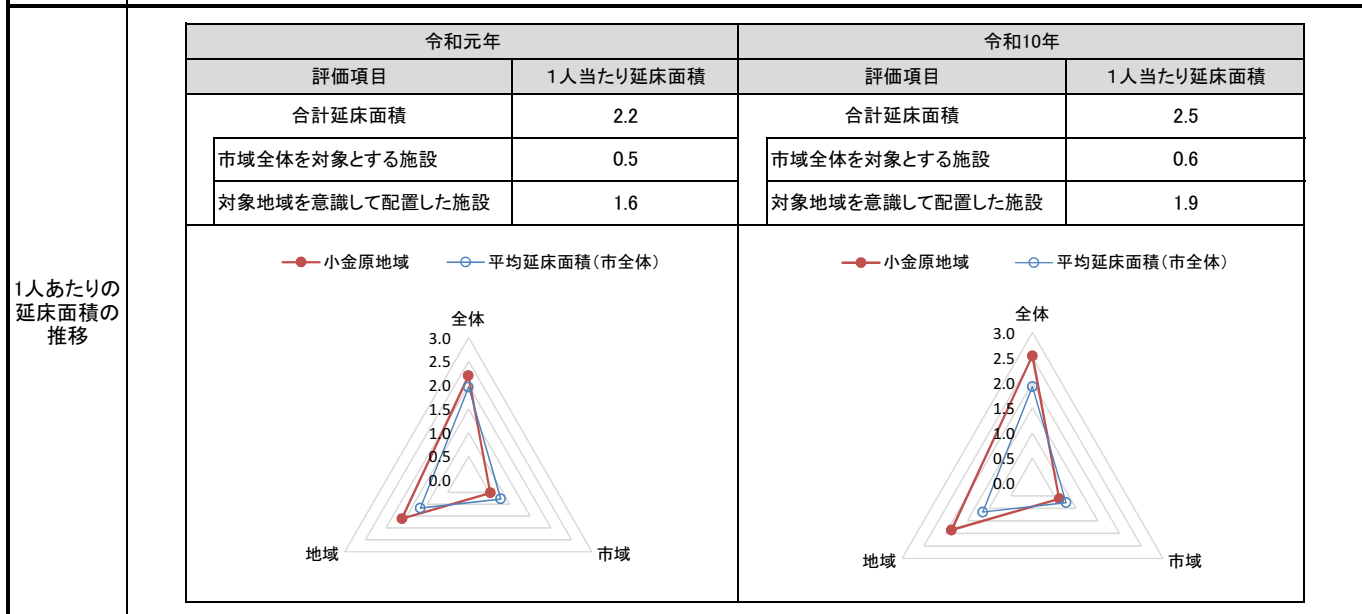 1人あたりの
延床面積の
推移
令和元年
令和10年
評価項目
1人当たり延床面積
評価項目
1人当たり延床面積
合計延床面積
2.2
合計延床面積
2.5
市域全体を対象とする施設
0.5
市域全体を対象とする施設
0.6
対象地域を意識して配置した施設
1.6
対象地域を意識して配置した施設
1.9
小金原地域
平均延床面積(市全体)
全体
3.0
2.5
2.0
1.5
1.0
0.5
0.0
地域
市域
小金原地域
平均延床面積(市全体)
全体
3.0
2.5
2.0
1.5
1.0
0.5
0.0
地域
市域